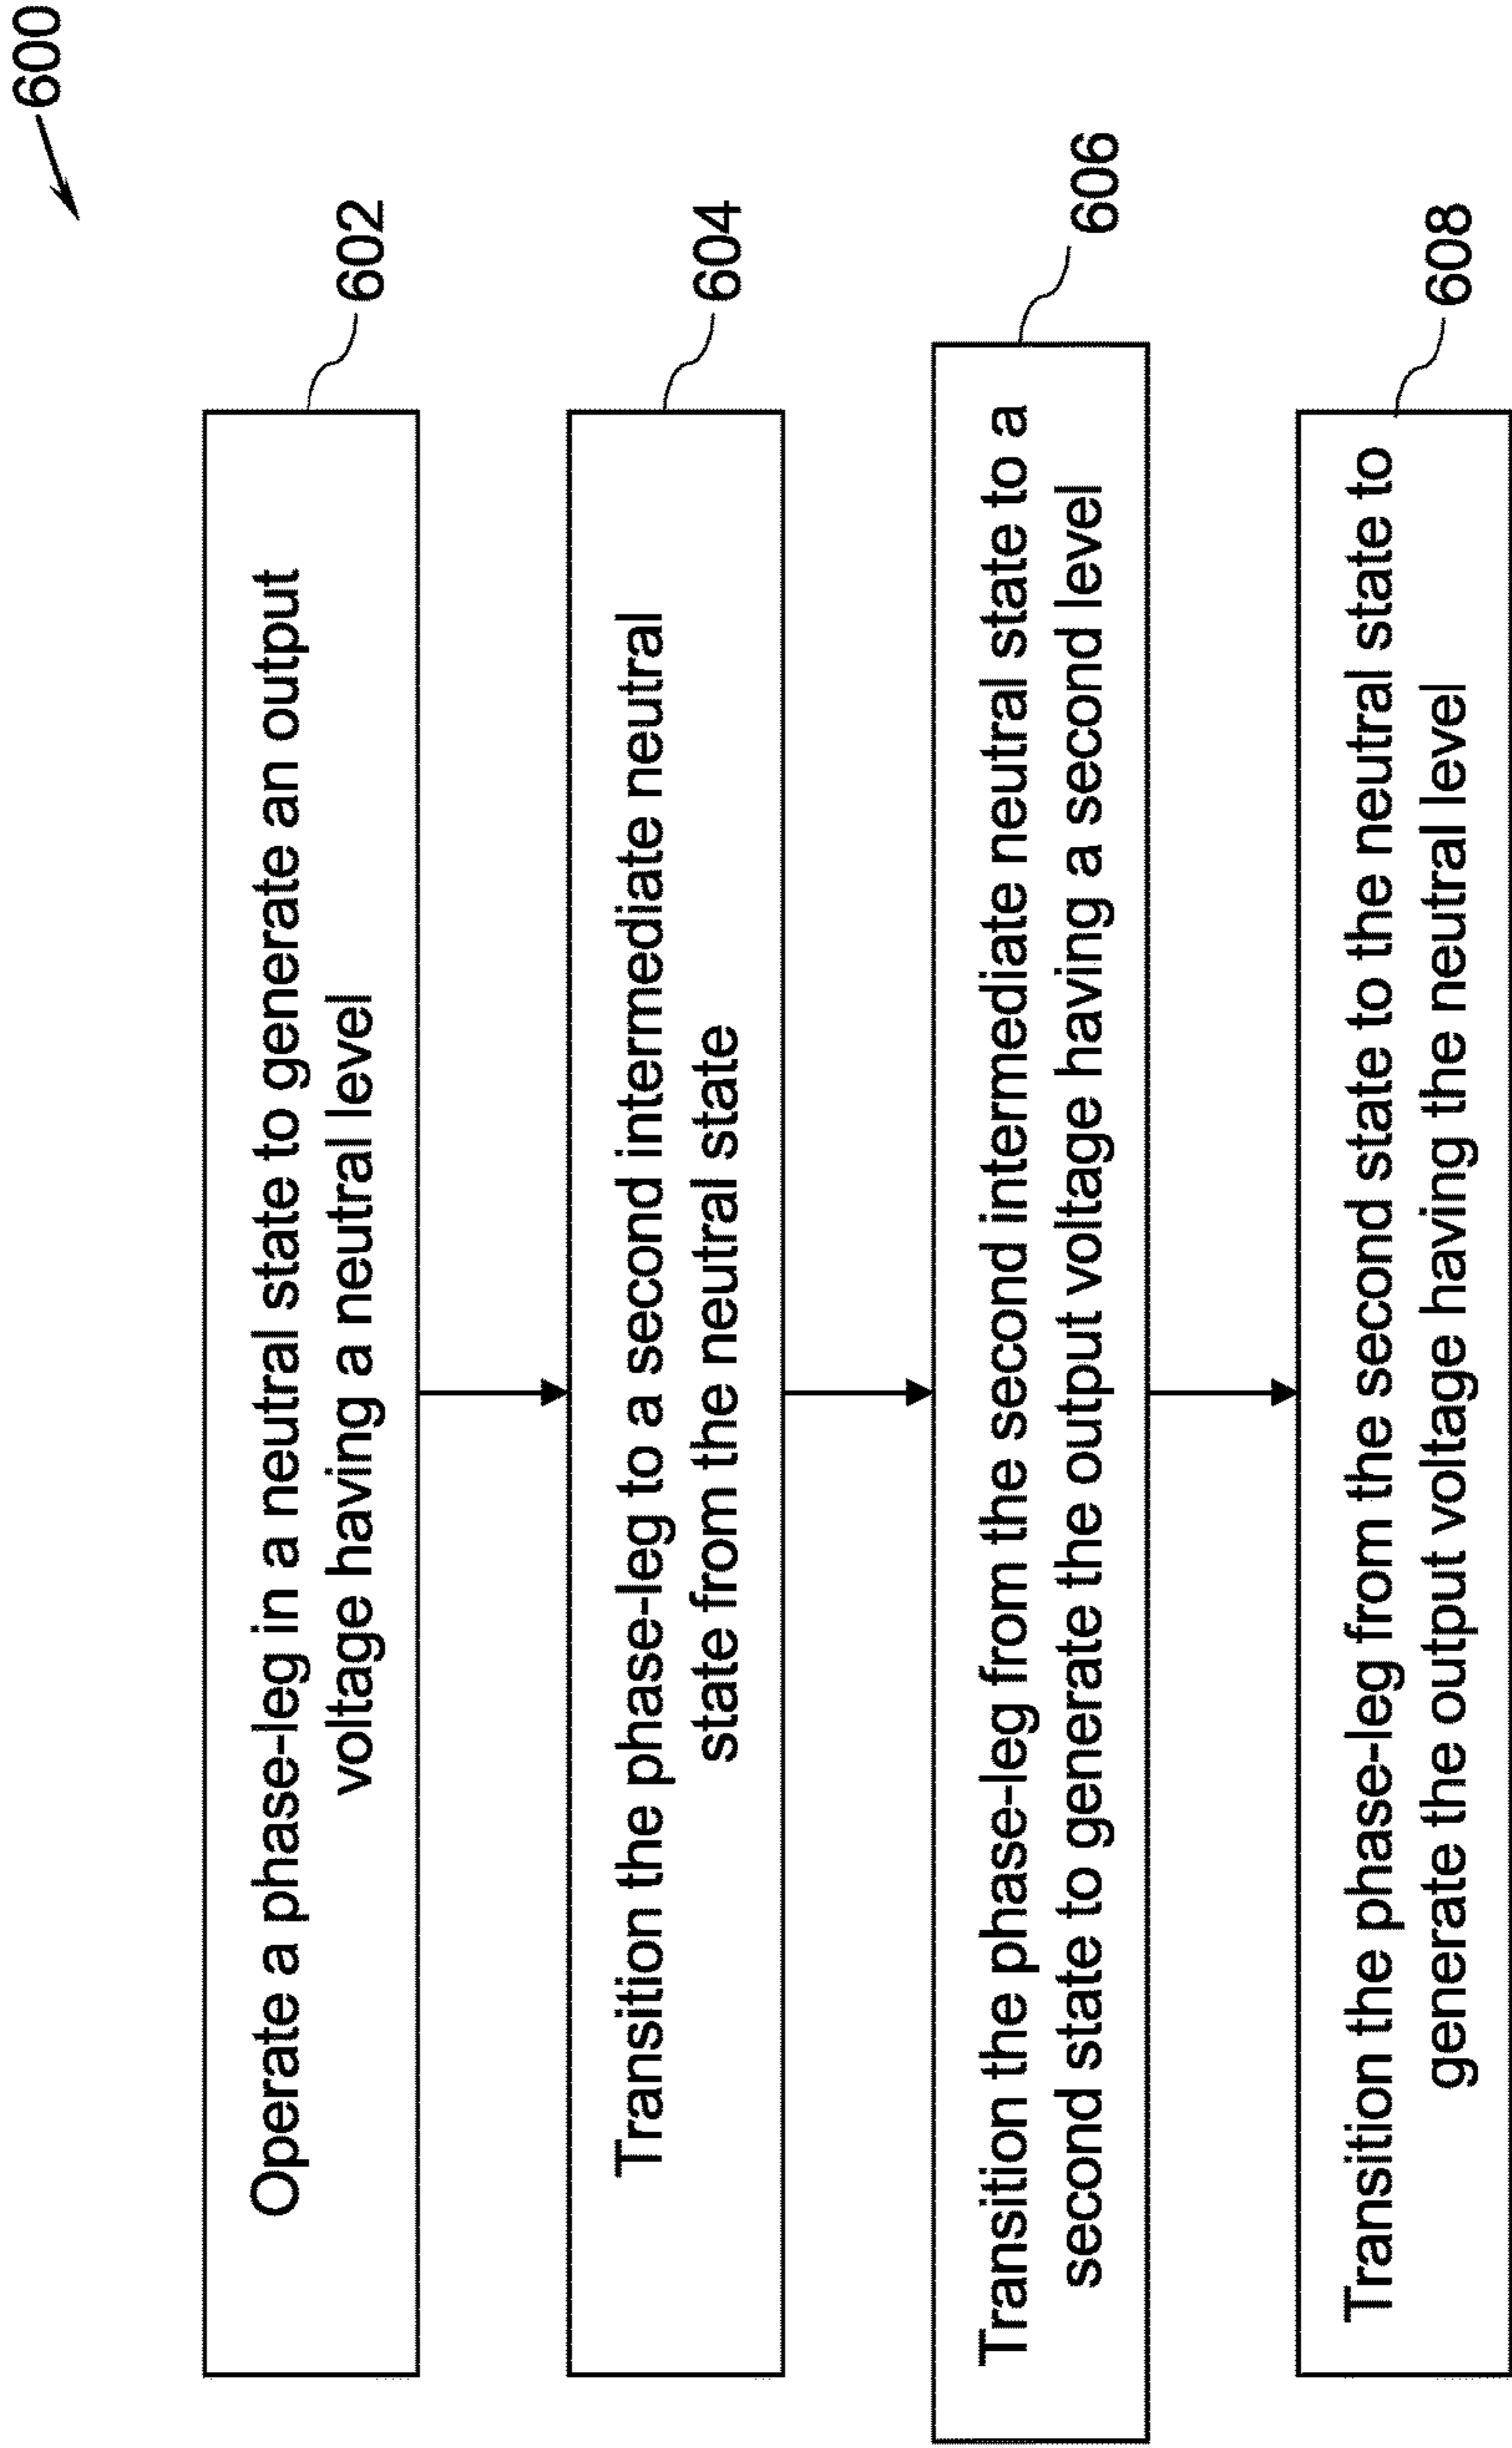 600
Operate a phase-leg in a neutral state to generate an output
voltage having a neutral level
602
Transition the phase-leg to a second intermediate neutral
state from the neutral state
604
Transition the phase-leg from the second intermediate neutral state to a
second state to generate the output voltage having a second level
606
Transition the phase-leg from the second state to the neutral state to
generate the output voltage having the neutral level
608